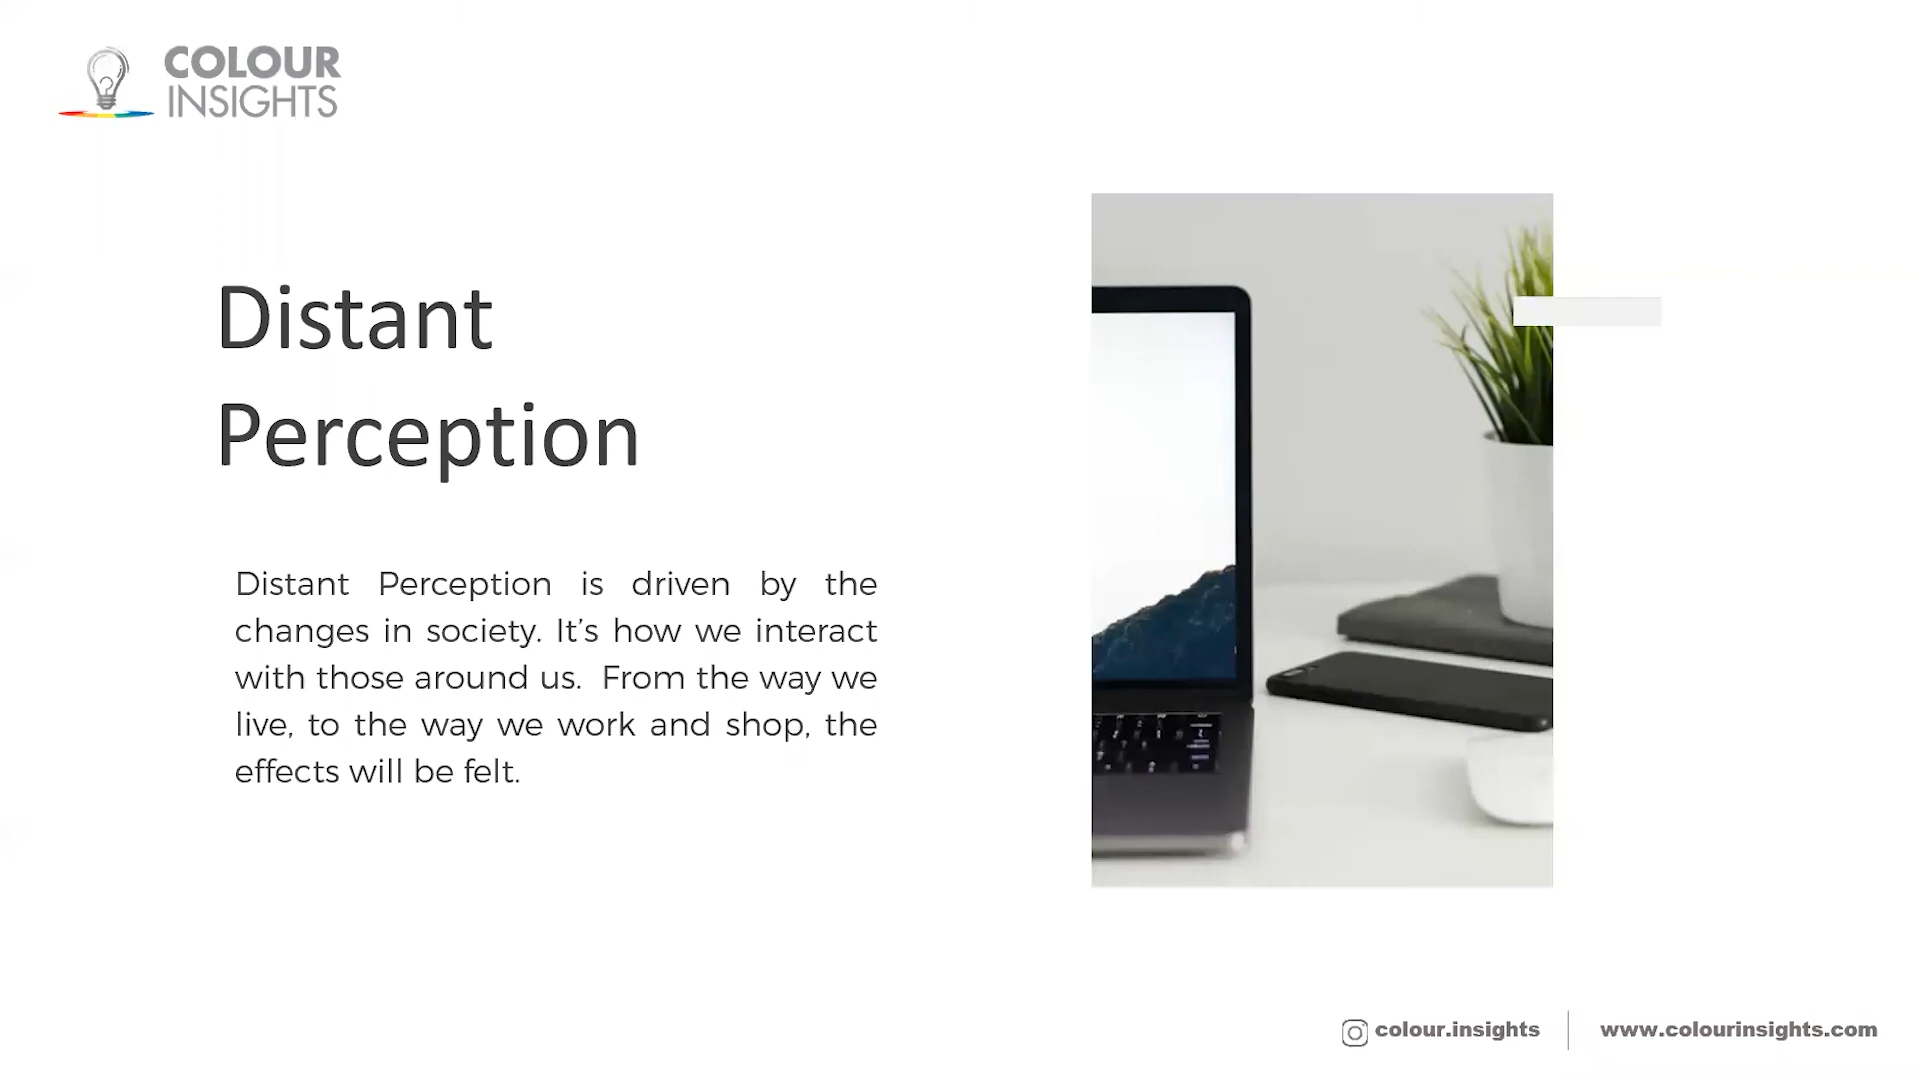 COLOUR
INSIGHTS
Distant
Perception
Distant Perception is driven by the
changes in society. It’s how we interact
with those around us. From the way we
live, to the way we work and shop, the
effects will be felt.
colour.insights
www.colourinsights.com